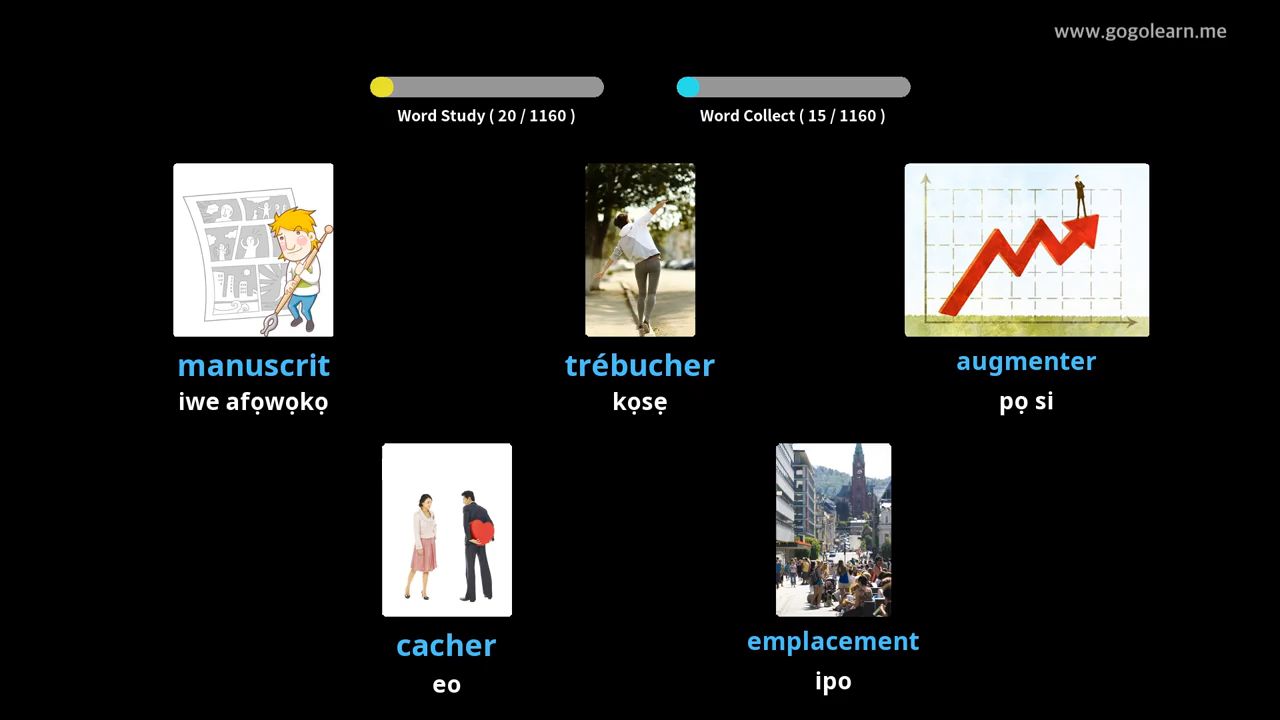 www.gogolearn.me
Word Study ( 20 / 1160 )
Word Collect ( 15 / 1160 )
manuscrit
iwe afọwọkọ
trébucher
kọsẹ
augmenter
pọ si
cacher
eo
emplacement
ipo